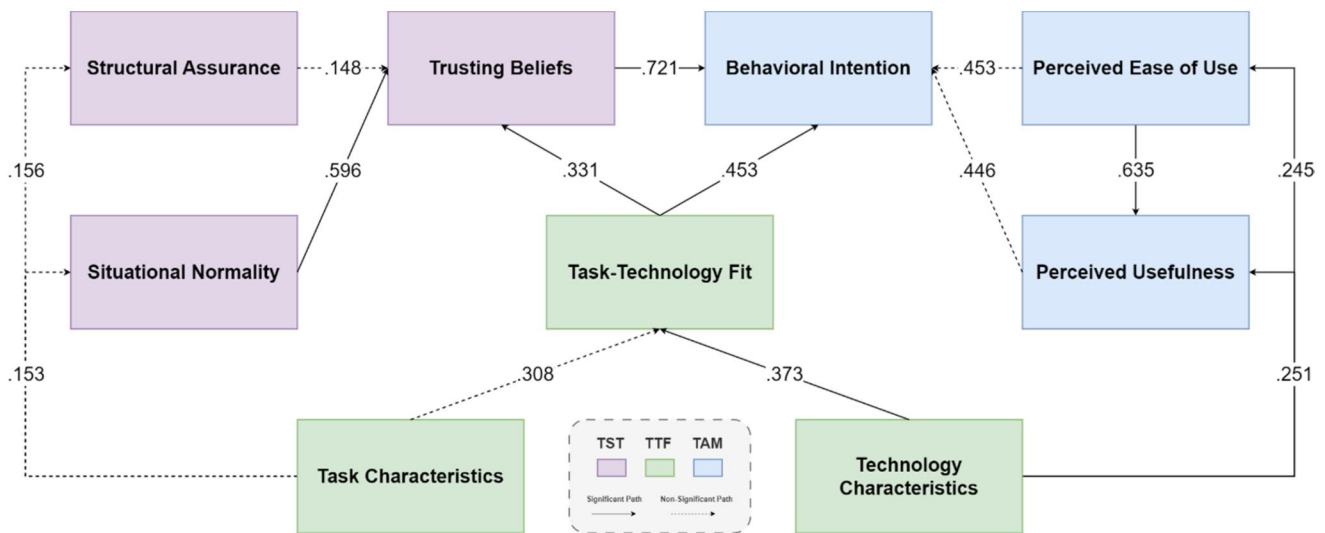 Structural Assurance
.148
Trusting Beliefs
.721
Behavioral Intention
.453
Perceived Ease of Use
.156
.596
.331
.453
.446
.635
.245
Situational Normality
Task-Technology Fit
Perceived Usefulness
.153
.308
.373
.251
Task Characteristics
TST TTF TAM
Significant Path
Non-Significant Path
Technology
Characteristics